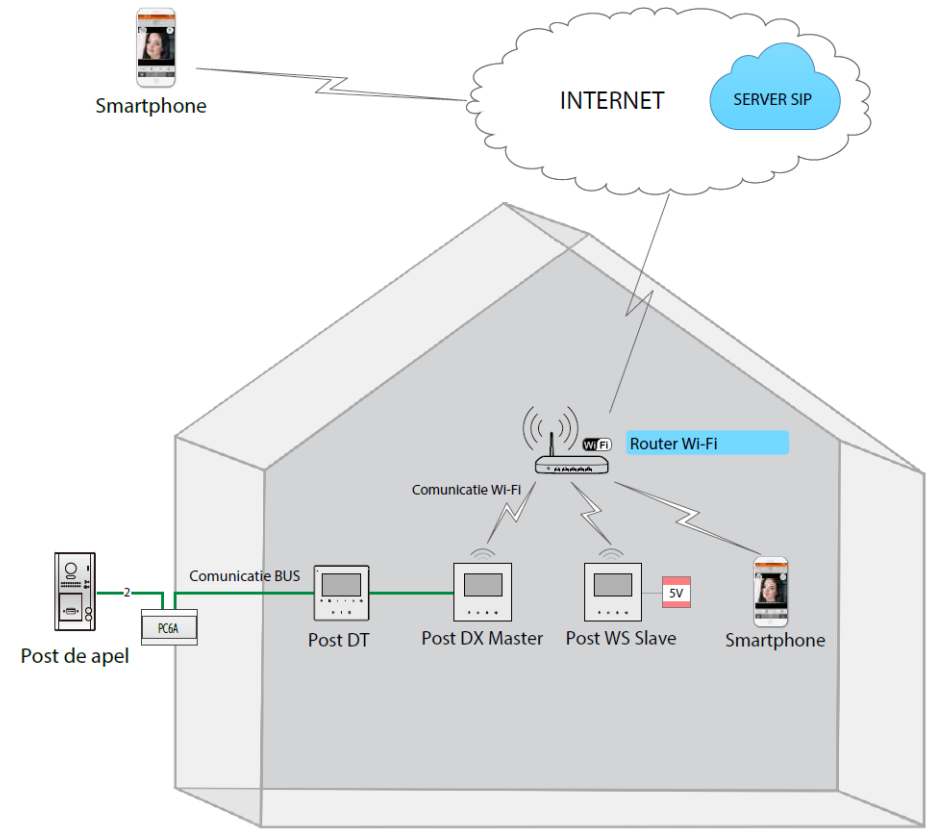 Smartphone
INTERNET
SERVER SIP
Wi Fi
Router Wi-Fi
Comunicatie Wi-Fi
Comunicatie BUS
2
PC6A
5V
Post de apel
Post DT
Post DX Master
Post WS Slave
Smartphone